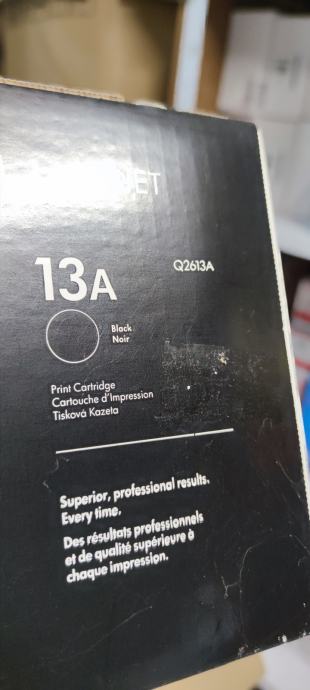 ET
13A
Q2613A
Black
Noir
Print Cartridge
Cartouche d'Impression
Tisková Kazeta
Superior, professional results.
Every time.
Des résultats professionnels
et de qualité supérieure à
chaque impression.